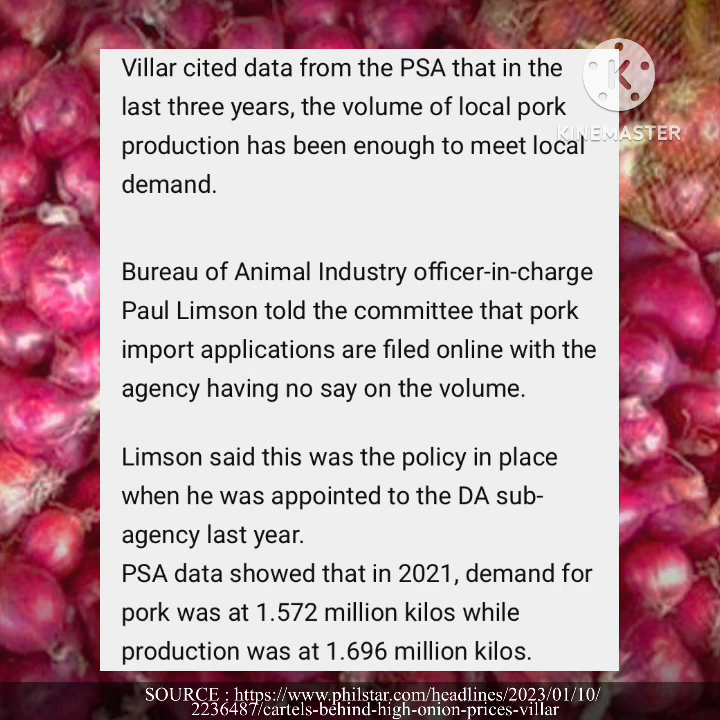 Villar cited data from the PSA that in the
last three years, the volume of local pork
production has been enough to meet local
demand.
KINEMASTER
Bureau of Animal Industry officer-in-charge
Paul Limson told the committee that pork
import applications are filed online with the
agency having no say on the volume.
Limson said this was the policy in place
when he was appointed to the DA sub-
agency last year.
PSA data showed that in 2021, demand for
pork was at 1.572 million kilos while
production was at 1.696 million kilos.
SOURCE : https://www.philstar.com/headlines/2023/01/10/
2236487/cartels-behind-high-onion-prices-villar